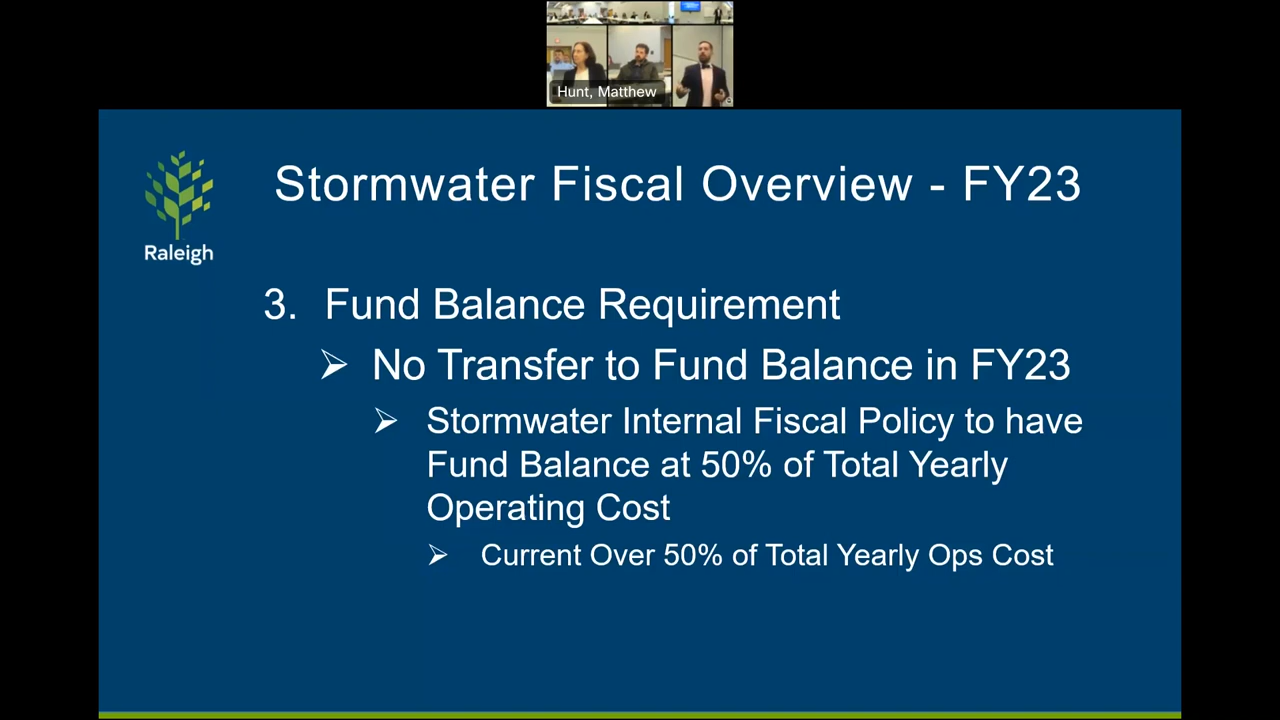 Hunt, Matthew
Raleigh
Stormwater Fiscal Overview - FY23
3. Fund Balance Requirement
➢ No Transfer to Fund Balance in FY23
➢ Stormwater Internal Fiscal Policy to have
Fund Balance at 50% of Total Yearly
Operating Cost
➢ Current Over 50% of Total Yearly Ops Cost